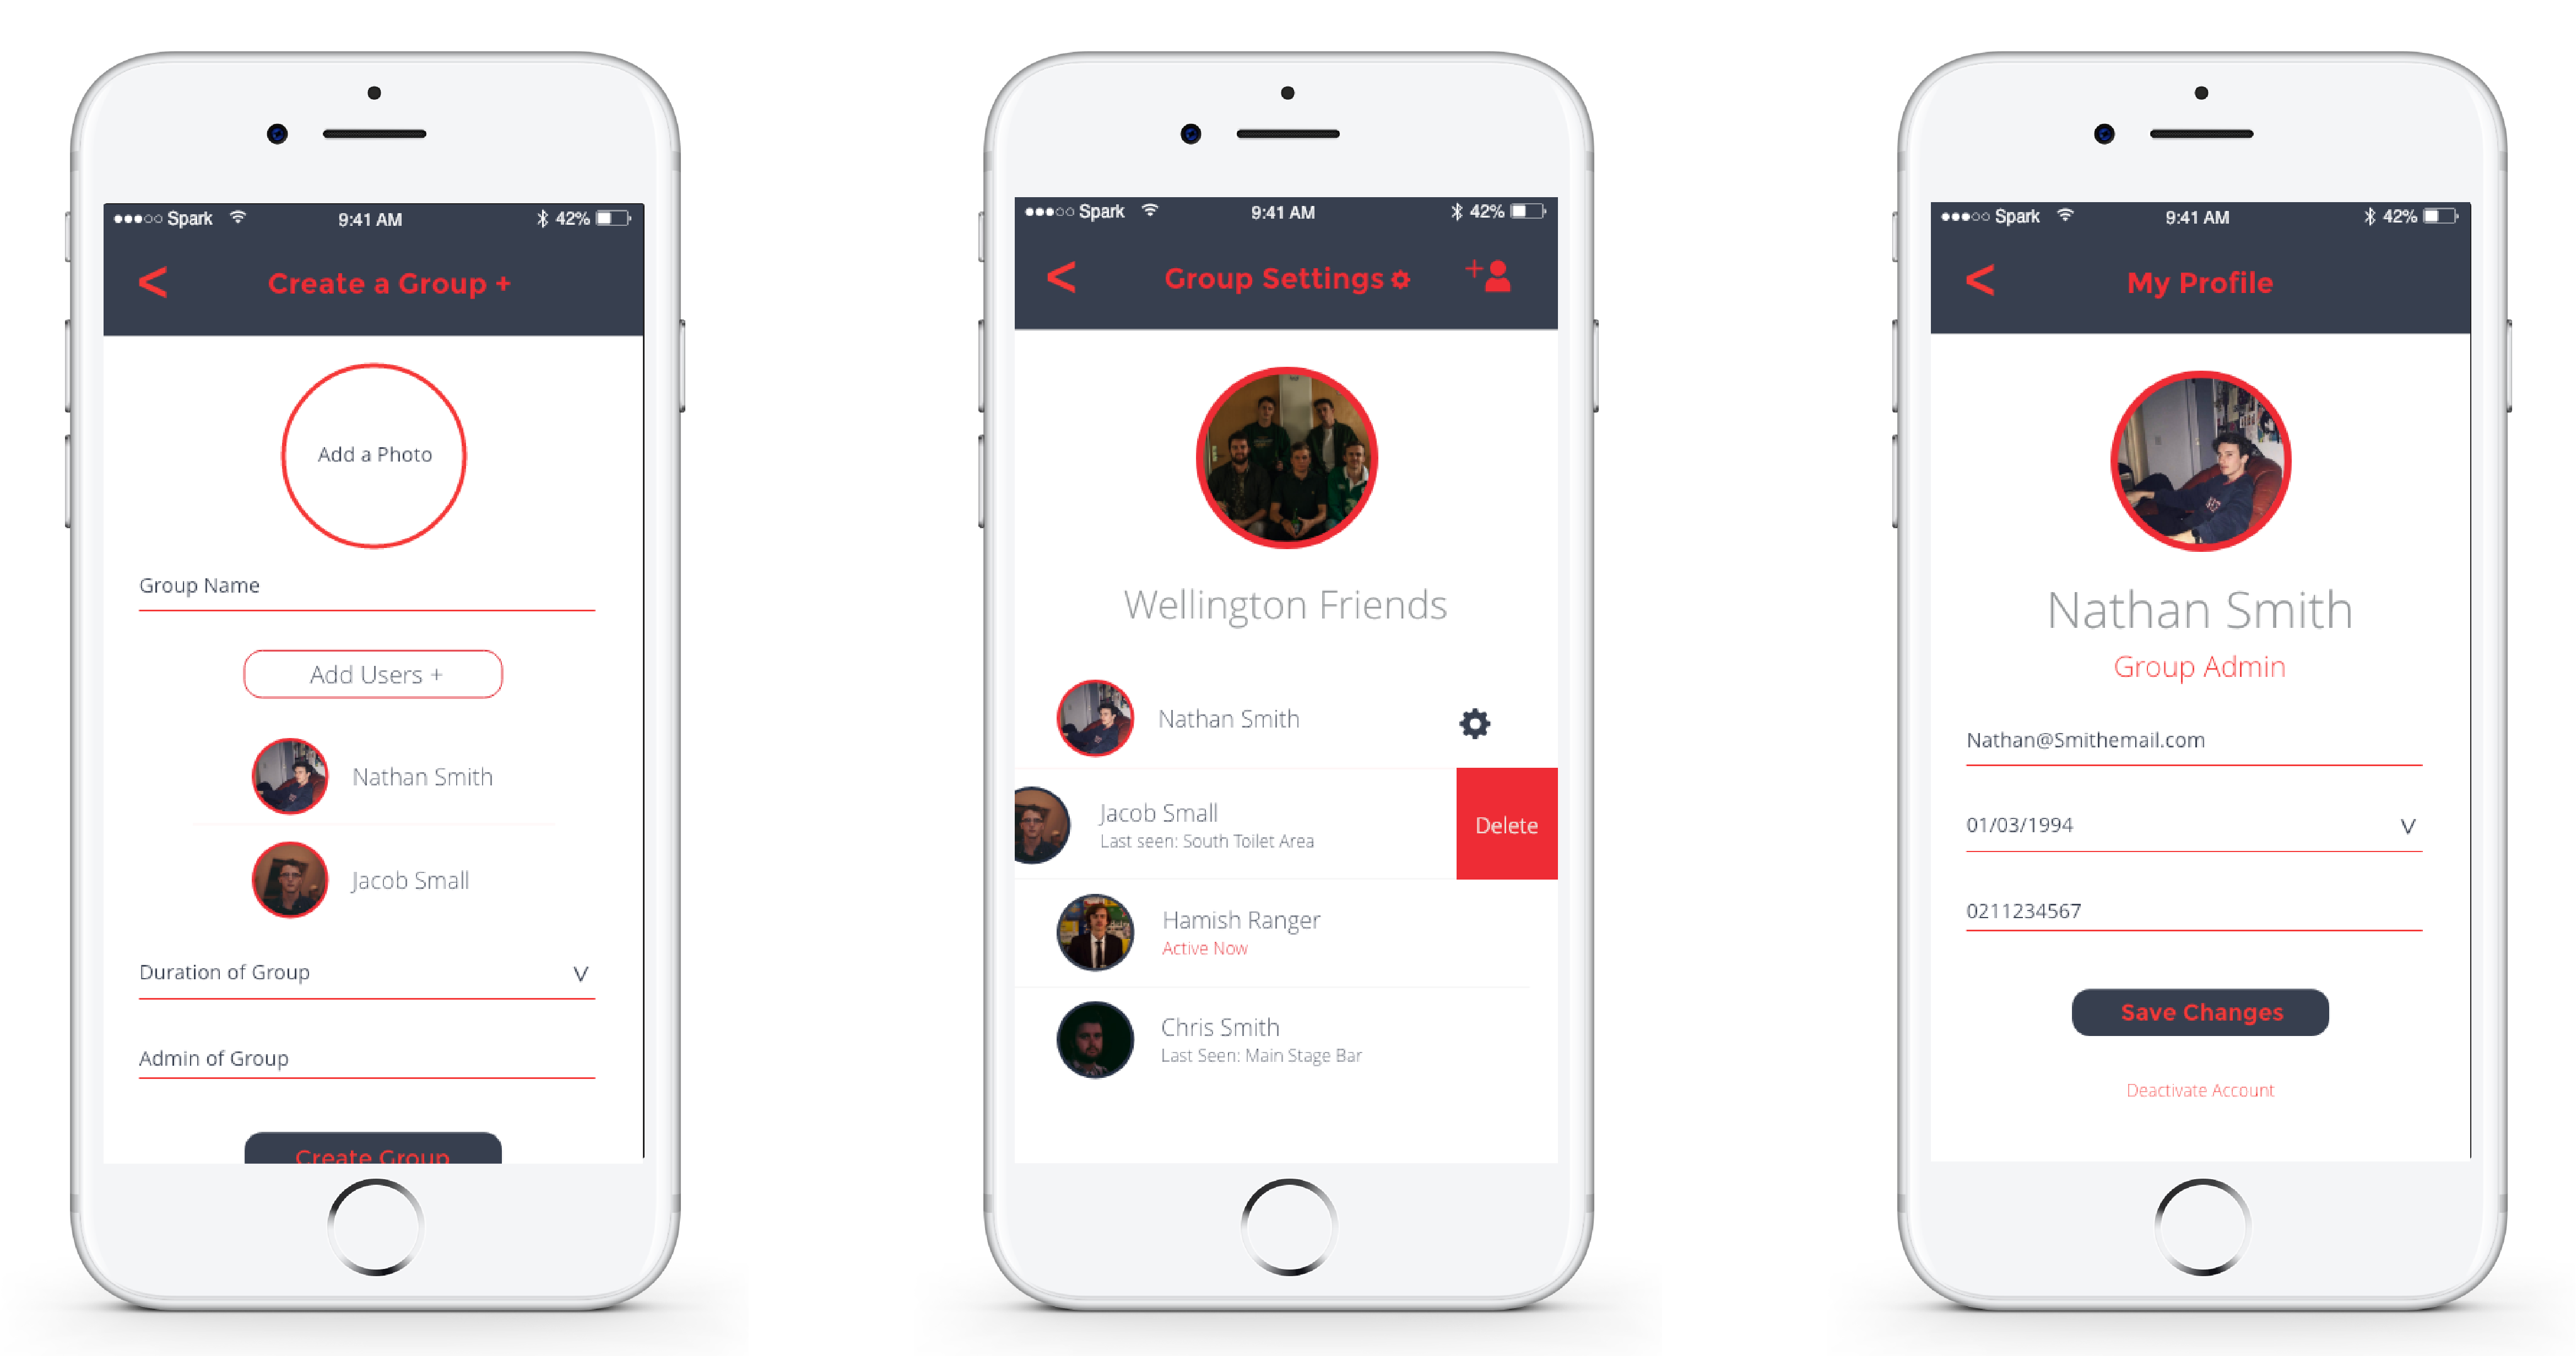 Spark 9:41 AM 42%
< Create a Group +
Add a Photo
Group Name
Add Users +
Nathan Smith
Jacob Small
Duration of Group V
Admin of Group
Create Group
Spark 9:41 AM 42%
< Group Settings +
Wellington Friends
Nathan Smith
Jacob Small
Last seen: South Toilet Area
Delete
Hamish Ranger
Active Now
Chris Smith
Last Seen: Main Stage Bar
Spark 9:41 AM 42%
< My Profile
Nathan Smith
Group Admin
Nathan@Smithemail.com
01/03/1994 V
0211234567
Save Changes
Deactivate Account